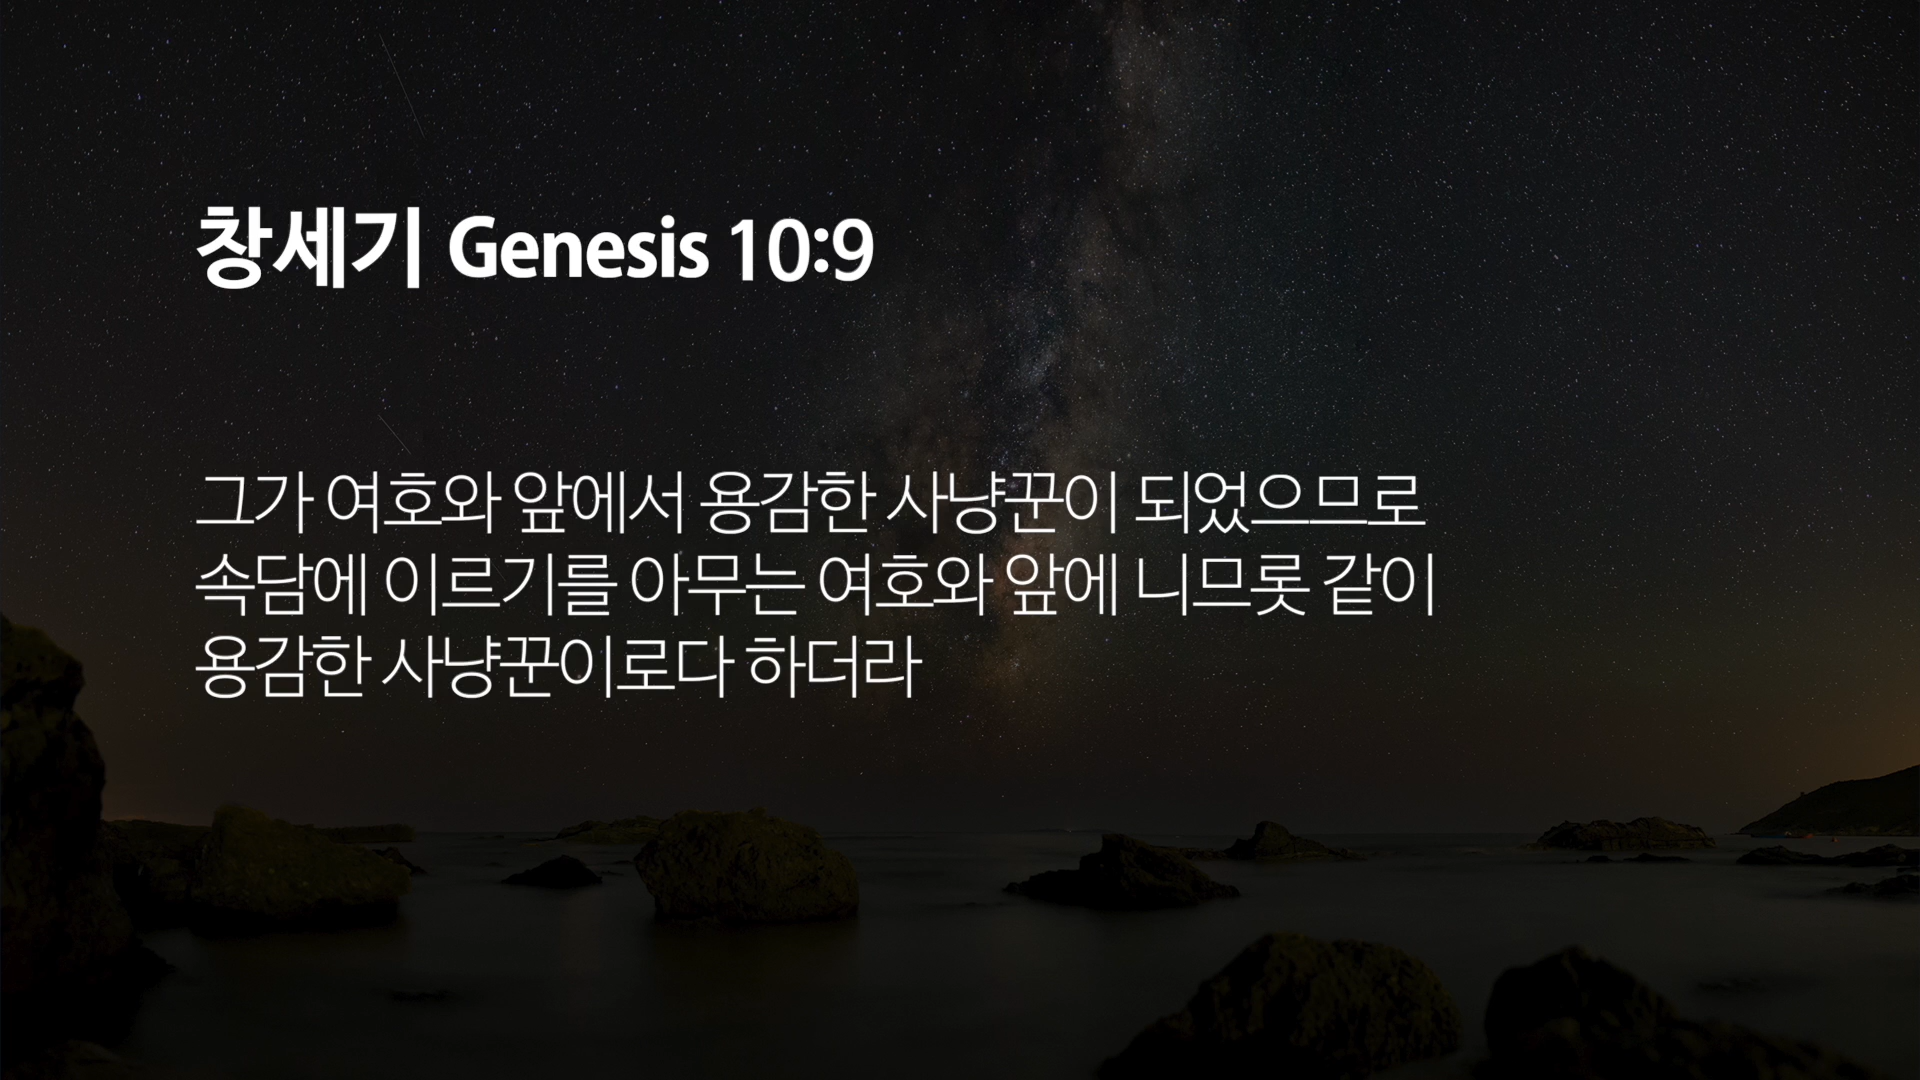 창세기 Genesis 10:9
그가 여호와 앞에서 용감한 사냥꾼이 되었으므로
속담에 이르기를 아무는 여호와 앞에 니므롯 같이
용감한 사냥꾼이로다 하더라